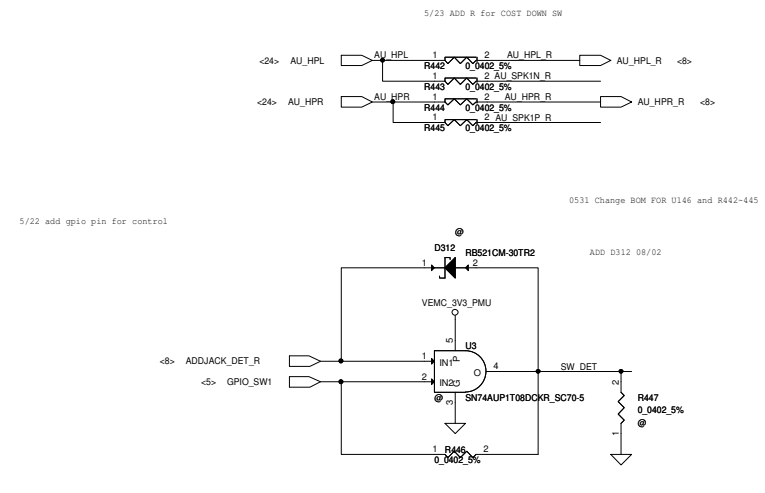 5/23 ADD R for COST DOWN SW
<24> AU_HPL AU_HPL 1 2 AU_HPL_R AU_HPL_R <8>
R442 0_0402_5%
1 2 AU_SPK1N_R
R443 0_0402_5%
<24> AU_HPR AU_HPR 1 2 AU_HPR_R AU_HPR_R <8>
R444 0_0402_5%
1 2 AU_SPK1P_R
R445 0_0402_5%
0531 Change BOM FOR U146 and R442-445
5/22 add gpio pin for control
@
D312 RB521CM-30TR2
ADD D312 08/02
1 2
VEMC_3V3_PMU
5 U3
<8> ADDJACK_DET_R 1 IN1 P
O 4 SW_DET
<5> GPIO_SW1 2 IN2 G
@ 3 SN74AUP1T08DCKR_SC70-5
2
R447
0_0402_5%
@
1
1 R446 2
0_0402_5%